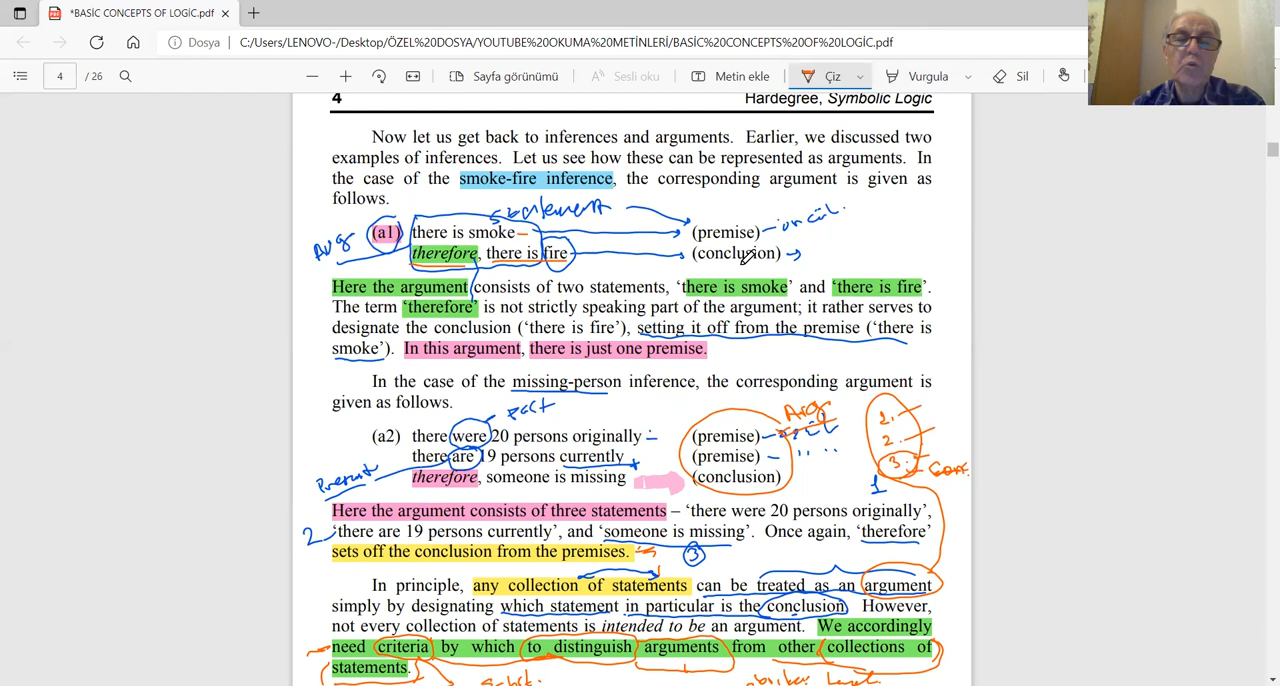 *BASİC CONCEPTS OF LOGİC.pdf
Dosya
C:/Users/LENOVO-/Desktop/ÖZEL%20DOSYA/YOUTUBE%20OKUMA%20METİNLERİ/BASİC%20CONCEPTS%20OF%20LOGİC.pdf
4 / 26 Sayfa görünümü Sesli oku Metin ekle Çiz Vurgula Sil
4 Hardegree, Symbolic Logic
Now let us get back to inferences and arguments. Earlier, we discussed two
examples of inferences. Let us see how these can be represented as arguments. In
the case of the smoke-fire inference, the corresponding argument is given as
follows.
statement
(a1) there is smoke (premise) öncül.
Arg therefore, there is fire (conclusion)
Here the argument consists of two statements, ‘there is smoke’ and ‘there is fire’.
The term ‘therefore’ is not strictly speaking part of the argument; it rather serves to
designate the conclusion (‘there is fire’), setting it off from the premise (‘there is
smoke’). In this argument, there is just one premise.
In the case of the missing-person inference, the corresponding argument is
given as follows.
past Arg 1.
(a2) there were 20 persons originally (premise) 2.
there are 19 persons currently (premise) 3.
Present therefore, someone is missing (conclusion) 1
Here the argument consists of three statements – ‘there were 20 persons originally’,
2 ‘there are 19 persons currently’, and ‘someone is missing’. Once again, ‘therefore’
sets off the conclusion from the premises. 3
In principle, any collection of statements can be treated as an argument
simply by designating which statement in particular is the conclusion. However,
not every collection of statements is intended to be an argument. We accordingly
need criteria by which to distinguish arguments from other collections of
statements.